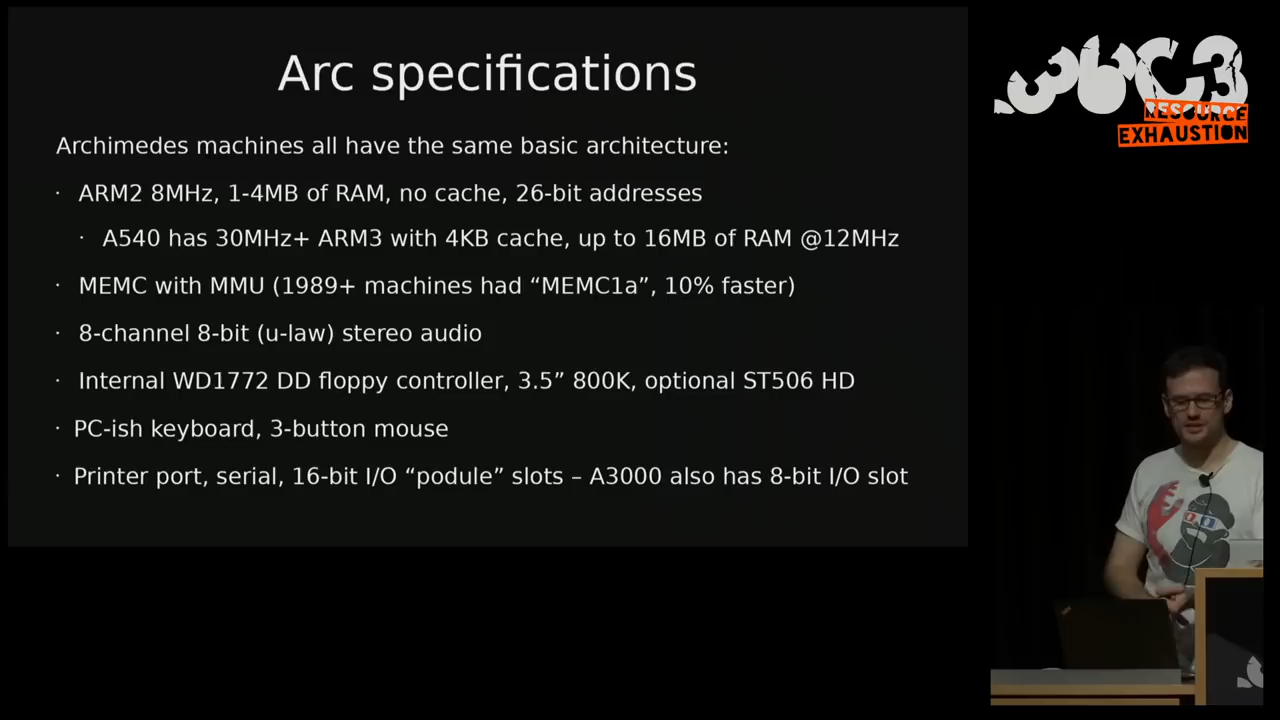 Arc specifications
Archimedes machines all have the same basic architecture:
· ARM2 8MHz, 1-4MB of RAM, no cache, 26-bit addresses
· A540 has 30MHz+ ARM3 with 4KB cache, up to 16MB of RAM @12MHz
· MEMC with MMU (1989+ machines had “MEMC1a”, 10% faster)
· 8-channel 8-bit (u-law) stereo audio
· Internal WD1772 DD floppy controller, 3.5” 800K, optional ST506 HD
· PC-ish keyboard, 3-button mouse
· Printer port, serial, 16-bit I/O “podule” slots – A3000 also has 8-bit I/O slot
36C3
RESOURCE
EXHAUSTION